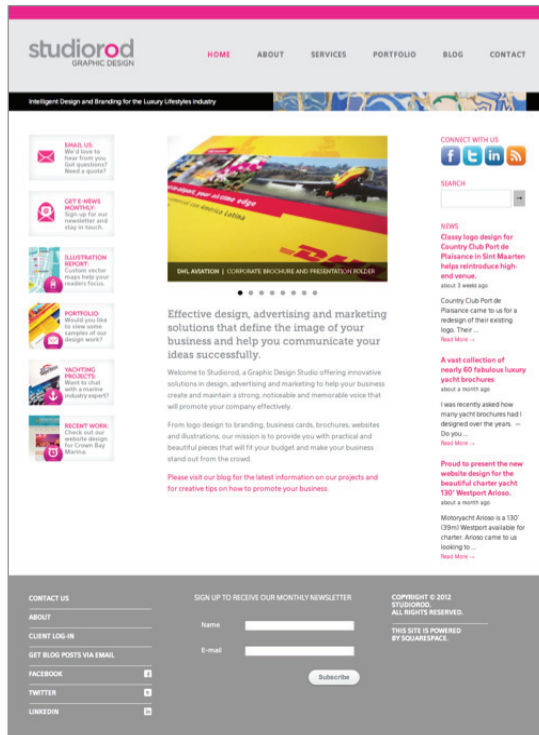 studiorod
GRAPHIC DESIGN
HOME
ABOUT
SERVICES
PORTFOLIO
BLOG
CONTACT
Intelligent Design and Branding for the Luxury Lifestyles industry
EMAIL US:
We'd love to
hear from you.
Got questions?
Need a quote?
GET E-NEWS
MONTHLY:
Sign up for our
newsletter and
stay in touch.
ILLUSTRATION
REPORT:
Custom vector
maps help your
readers focus.
PORTFOLIO:
Would you like
to view some
samples of our
design work?
YACHTING
PROJECTS:
Want to chat
with a marine
industry expert?
RECENT WORK:
Check out our
website design
for Crown Bay
Marina.
DHL AVIATION | CORPORATE BROCHURE AND PRESENTATION FOLDER
Effective design, advertising and marketing
solutions that define the image of your
business and help you communicate your
ideas successfully.
Welcome to Studiorod, a Graphic Design Studio offering innovative
solutions in design, advertising and marketing to help your business
create and maintain a strong, noticeable and memorable voice that
will promote your company effectively.
From logo design to branding, business cards, brochures, websites
and illustrations, our mission is to provide you with practical and
beautiful pieces that will fit your budget and make your business
stand out from the crowd.
Please visit our blog for the latest information on our projects and
for creative tips on how to promote your business.
CONNECT WITH US
SEARCH
NEWS
Classy logo design for
Country Club Port de
Plaisance in Sint Maarten
helps reintroduce high-
end venue.
about 3 weeks ago
Country Club Port de
Plaisance came to us for a
redesign of their existing
logo. Their ...
Read More →
A vast collection of
nearly 60 fabulous luxury
yacht brochures
about a month ago
I was recently asked how
many yacht brochures had I
designed over the years. —
Do you ...
Read More →
Proud to present the new
website design for the
beautiful charter yacht
130' Westport Arioso.
about a month ago
Motoryacht Arioso is a 130'
(39m) Westport available for
charter. Arioso came to us
looking to ...
Read More →
CONTACT US
ABOUT
CLIENT LOG-IN
GET BLOG POSTS VIA EMAIL
FACEBOOK
TWITTER
LINKEDIN
SIGN UP TO RECEIVE OUR MONTHLY NEWSLETTER
Name
E-mail
Subscribe
COPYRIGHT © 2012
STUDIOROD.
ALL RIGHTS RESERVED.
THIS SITE IS POWERED
BY SQUARESPACE.